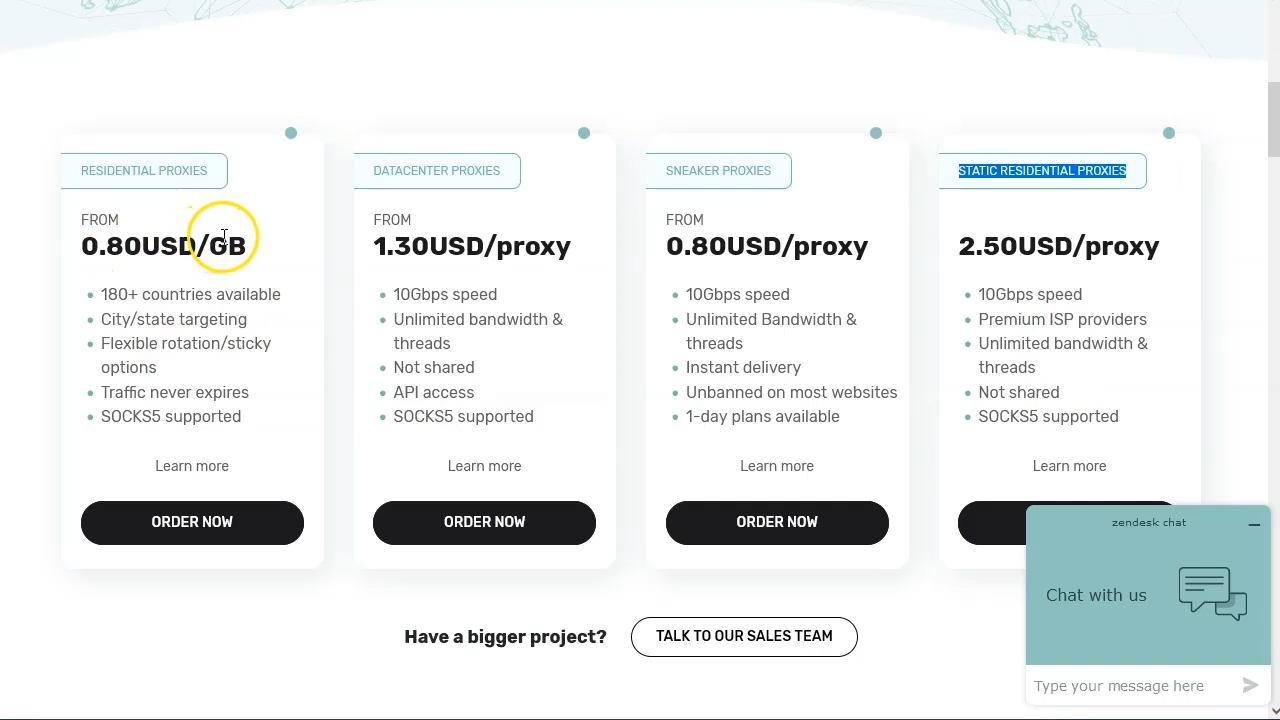 RESIDENTIAL PROXIES
FROM
0.80USD/GB
180+ countries available
City/state targeting
Flexible rotation/sticky
options
Traffic never expires
SOCKS5 supported
Learn more
ORDER NOW
DATACENTER PROXIES
FROM
1.30USD/proxy
10Gbps speed
Unlimited bandwidth &
threads
Not shared
API access
SOCKS5 supported
Learn more
ORDER NOW
SNEAKER PROXIES
FROM
0.80USD/proxy
10Gbps speed
Unlimited Bandwidth &
threads
Instant delivery
Unbanned on most websites
1-day plans available
Learn more
ORDER NOW
STATIC RESIDENTIAL PROXIES
2.50USD/proxy
10Gbps speed
Premium ISP providers
Unlimited bandwidth &
threads
Not shared
SOCKS5 supported
Learn more
Have a bigger project?
TALK TO OUR SALES TEAM
zendesk chat
Chat with us
Type your message here